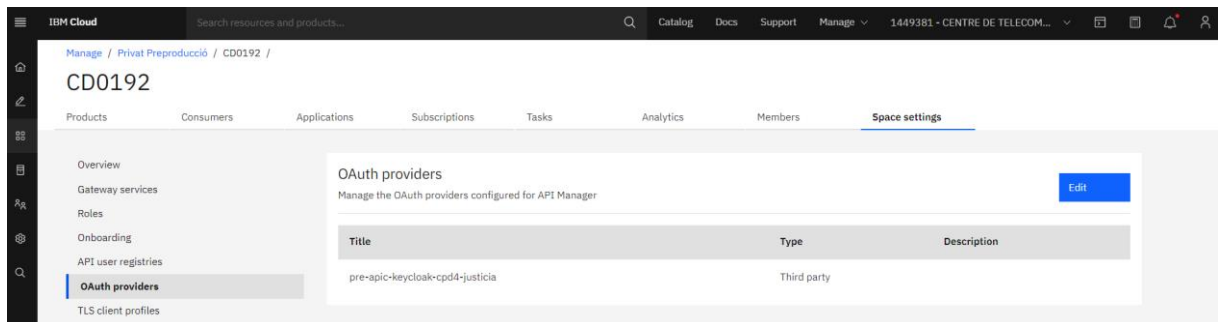 IBM Cloud Search resources and products... Catalog Docs Support Manage 1449381 - CENTRE DE TELECOM...
Manage / Privat Preproducció / CD0192 /
CD0192
Products Consumers Applications Subscriptions Tasks Analytics Members Space settings
Overview
Gateway services
Roles
Onboarding
API user registries
OAuth providers
TLS client profiles
OAuth providers
Manage the OAuth providers configured for API Manager
Edit
Title Type Description
pre-apic-keycloak-cpd4-justicia Third party